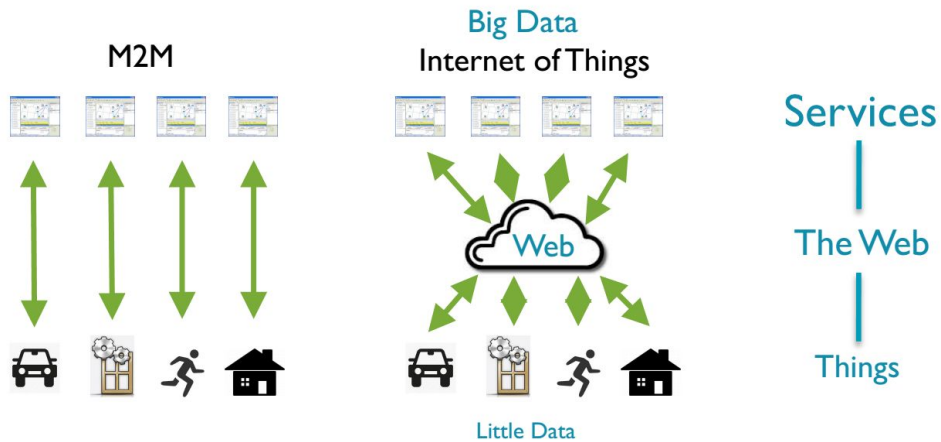 M2M
Big Data
Internet of Things
Services
Web
The Web
Things
Little Data